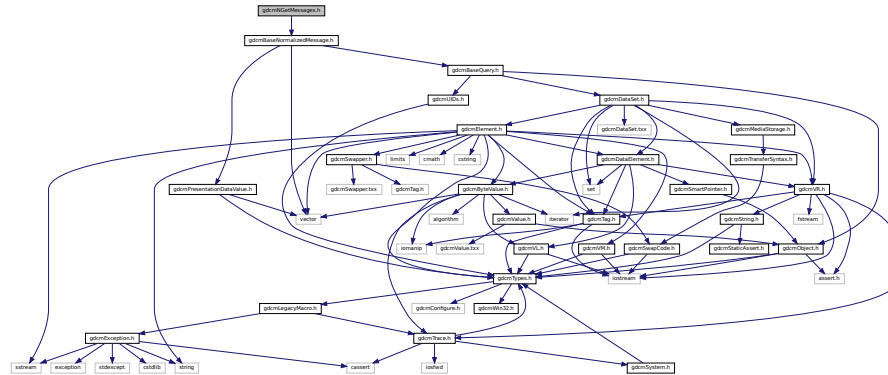 gdcmNGetMessages.h
gdcmBaseNormalizedMessage.h
gdcmBaseQuery.h
gdcmUIDs.h
gdcmDataSet.h
gdcmElement.h
gdcmDataSet.txx
gdcmMediaStorage.h
gdcmSwapper.h
limits
cmath
cstring
gdcmDataElement.h
gdcmTransferSyntax.h
gdcmPresentationDataValue.h
gdcmSwapper.txx
gdcmTag.h
gdcmByteValue.h
set
gdcmSmartPointer.h
gdcmVR.h
vector
algorithm
gdcmValue.h
iterator
gdcmTag.h
gdcmString.h
fstream
iomanip
gdcmValue.txx
gdcmVL.h
gdcmVM.h
gdcmSwapCode.h
gdcmStaticAssert.h
gdcmObject.h
gdcmTypes.h
iostream
assert.h
gdcmLegacyMacro.h
gdcmConfigure.h
gdcmWin32.h
gdcmException.h
gdcmTrace.h
sstream
exception
stdexcept
cstdlib
string
cassert
iosfwd
gdcmSystem.h